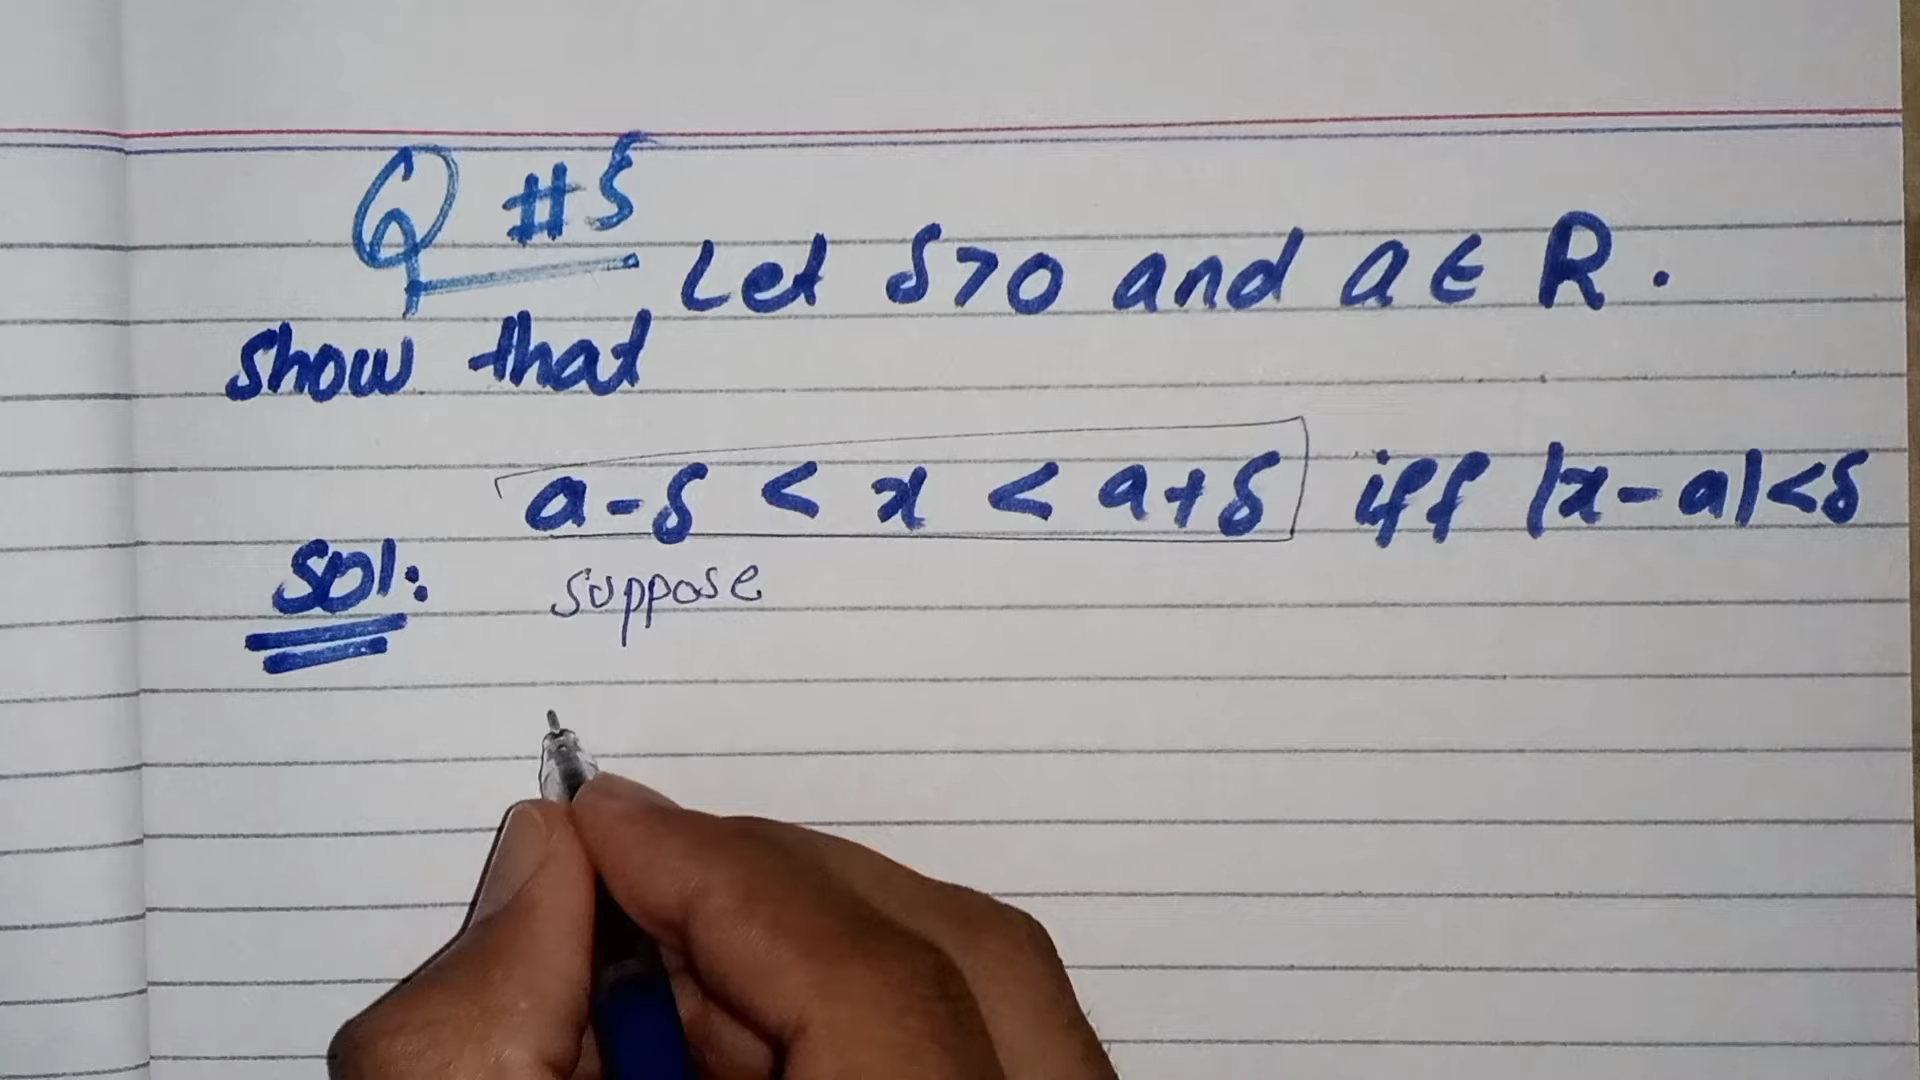 Q #5
Let δ>0 and a ∈ R.
show that
a-δ < x < a+δ iff |x-a|<δ
Sol: suppose